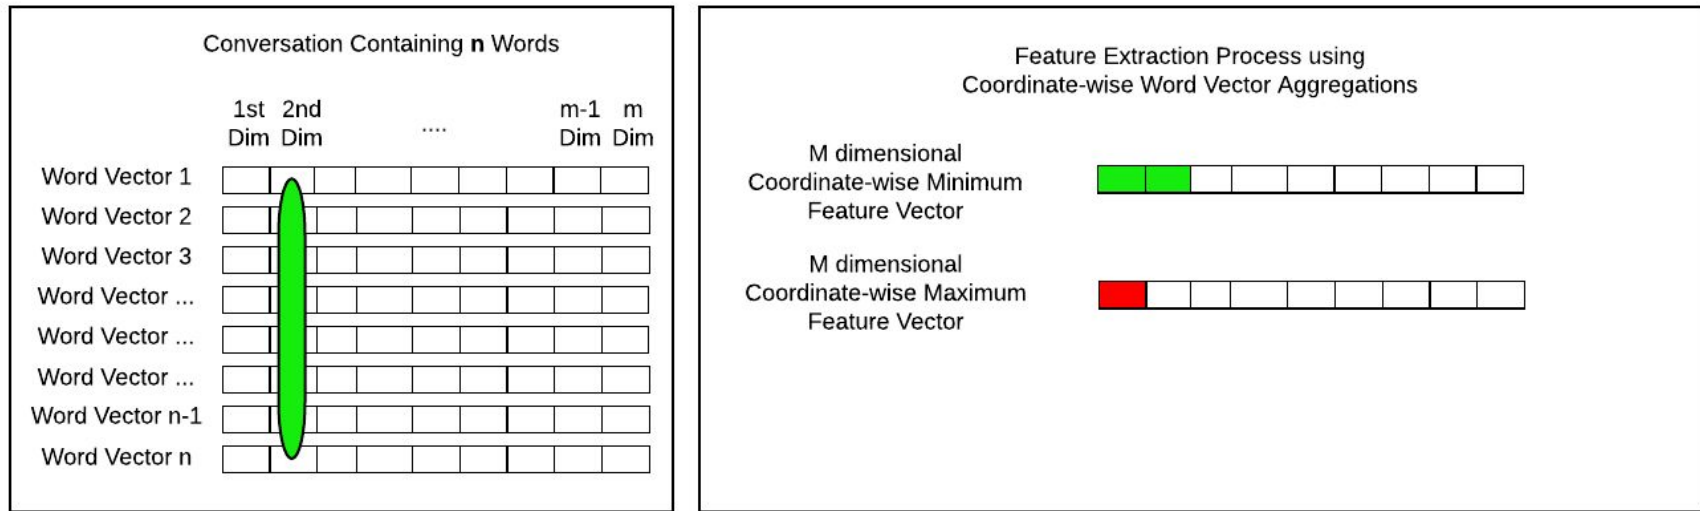 Conversation Containing n Words
1st 2nd m-1 m
Dim Dim .... Dim Dim
Word Vector 1
Word Vector 2
Word Vector 3
Word Vector ...
Word Vector ...
Word Vector ...
Word Vector n-1
Word Vector n
Feature Extraction Process using
Coordinate-wise Word Vector Aggregations
M dimensional
Coordinate-wise Minimum
Feature Vector
M dimensional
Coordinate-wise Maximum
Feature Vector